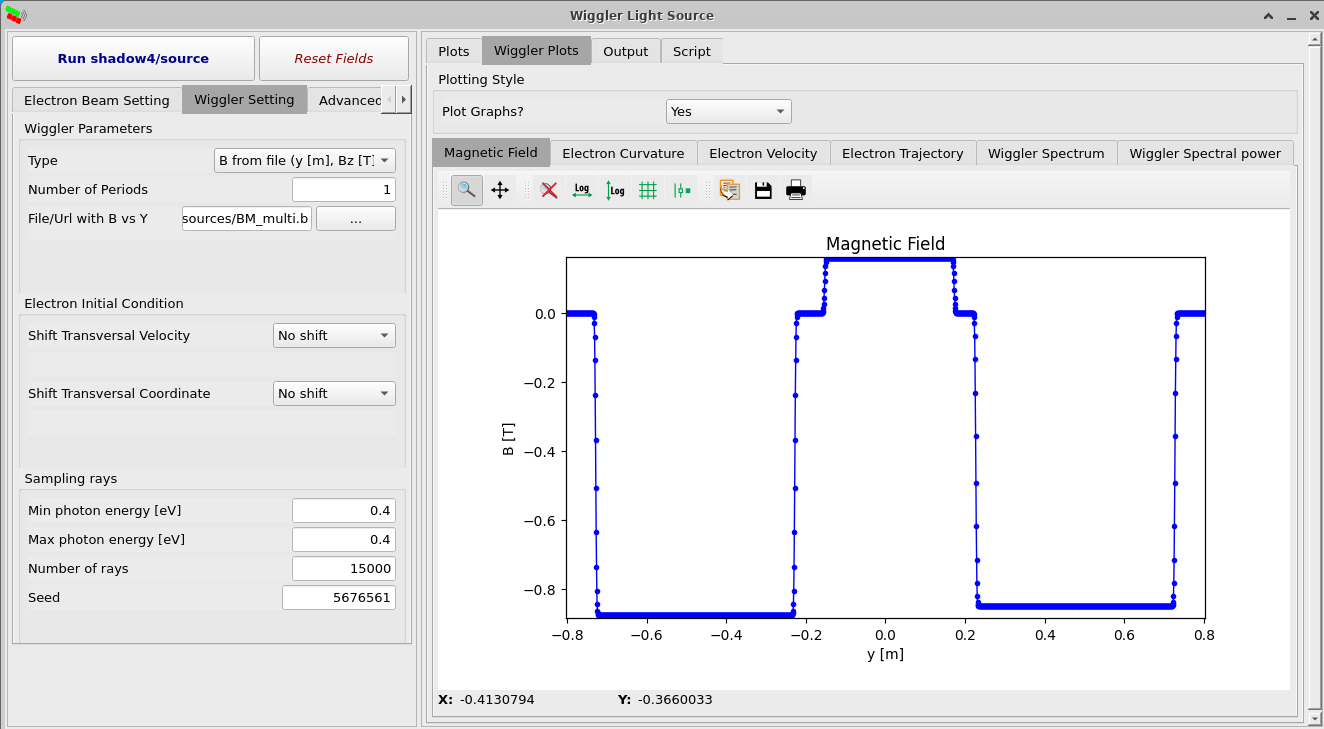 Wiggler Light Source
Run shadow4/source
Reset Fields
Electron Beam Setting
Wiggler Setting
Advanced
Wiggler Parameters
Type
B from file (y [m], Bz [T]
Number of Periods
1
File/Url with B vs Y
sources/BM_multi.b
...
Electron Initial Condition
Shift Transversal Velocity
No shift
Shift Transversal Coordinate
No shift
Sampling rays
Min photon energy [eV]
0.4
Max photon energy [eV]
0.4
Number of rays
15000
Seed
5676561
Plots
Wiggler Plots
Output
Script
Plotting Style
Plot Graphs?
Yes
Magnetic Field
Electron Curvature
Electron Velocity
Electron Trajectory
Wiggler Spectrum
Wiggler Spectral power
Log
Log
Magnetic Field
0.0
−0.2
−0.4
−0.6
−0.8
B [T]
−0.8
−0.6
−0.4
−0.2
0.0
0.2
0.4
0.6
0.8
y [m]
X: -0.4130794
Y: -0.3660033